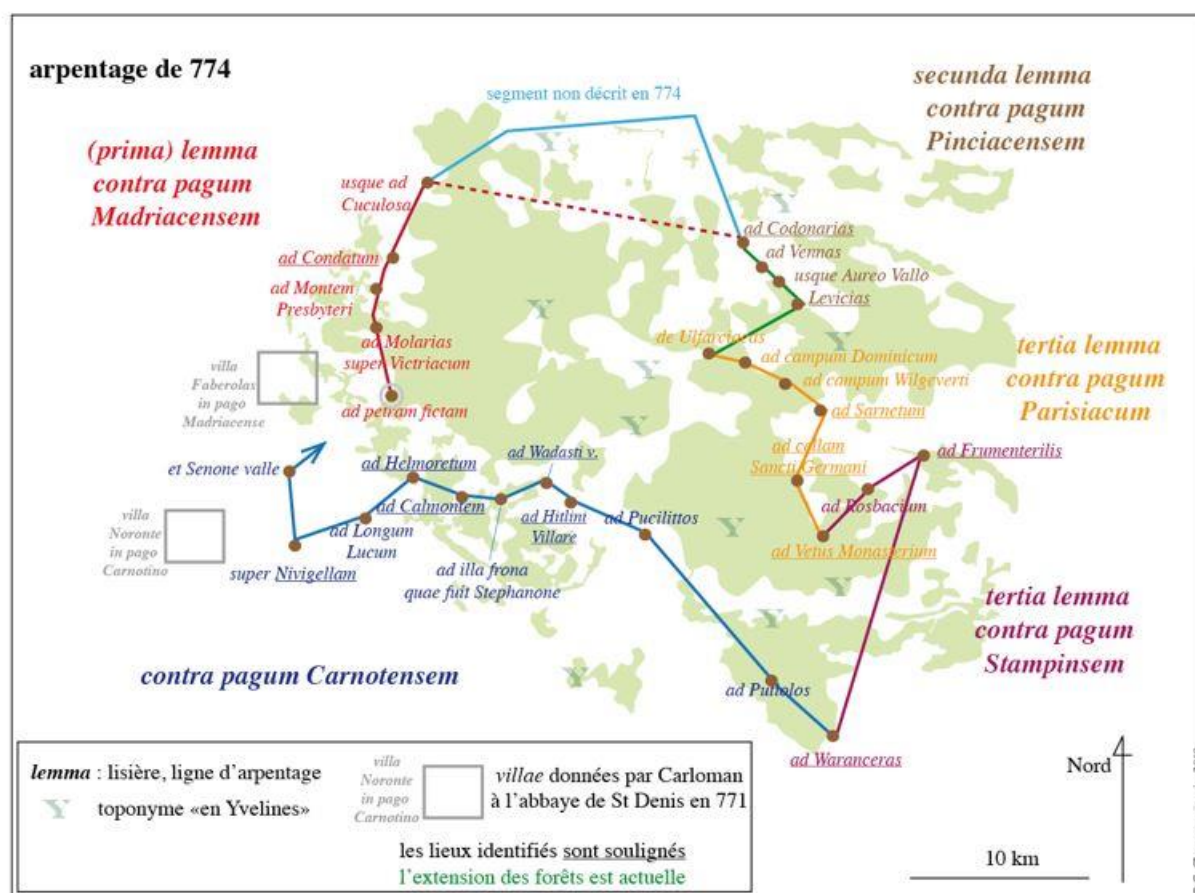 arpentage de 774
segment non décrit en 774
secunda lemma
contra pagum
Pinciacensem
(prima) lemma
contra pagum
Madriacensem
usque ad
Cuculosa
ad Condatum
ad Montem
Presbyteri
ad Molarias
super Victriacum
ad petram fictam
ad Codonarias
ad Vennas
usque Aureo Vallo
Levicias
de Ulfarciaras
ad campum Dominicum
ad campum Wilgeverti
ad Sarnetum
ad cellam
Sancti Germani
ad Vetus Monasterium
tertia lemma
contra pagum
Parisiacum
villa
Faberolas
in pago
Madriacense
et Senone valle
villa
Noronte
in pago
Carnotino
super Nivigellam
ad Longum
Lucum
ad Helmoretum
ad Calmontem
ad illa frona
quae fuit Stephanone
ad Wadasti v.
ad Hitlini
Villare
ad Pucilittos
ad Putiolos
ad Waranceras
ad Rosbacium
ad Frumenterilis
tertia lemma
contra pagum
Stampinsem
contra pagum Carnotensem
lemma : lisière, ligne d’arpentage
Y toponyme «en Yvelines»
villa
Noronte
in pago
Carnotino
villae données par Carloman
à l’abbaye de St Denis en 771
les lieux identifiés sont soulignés
l’extension des forêts est actuelle
Nord
10 km
Y
Y
Y
Y
Y
Y
Y
Y
Y
Y